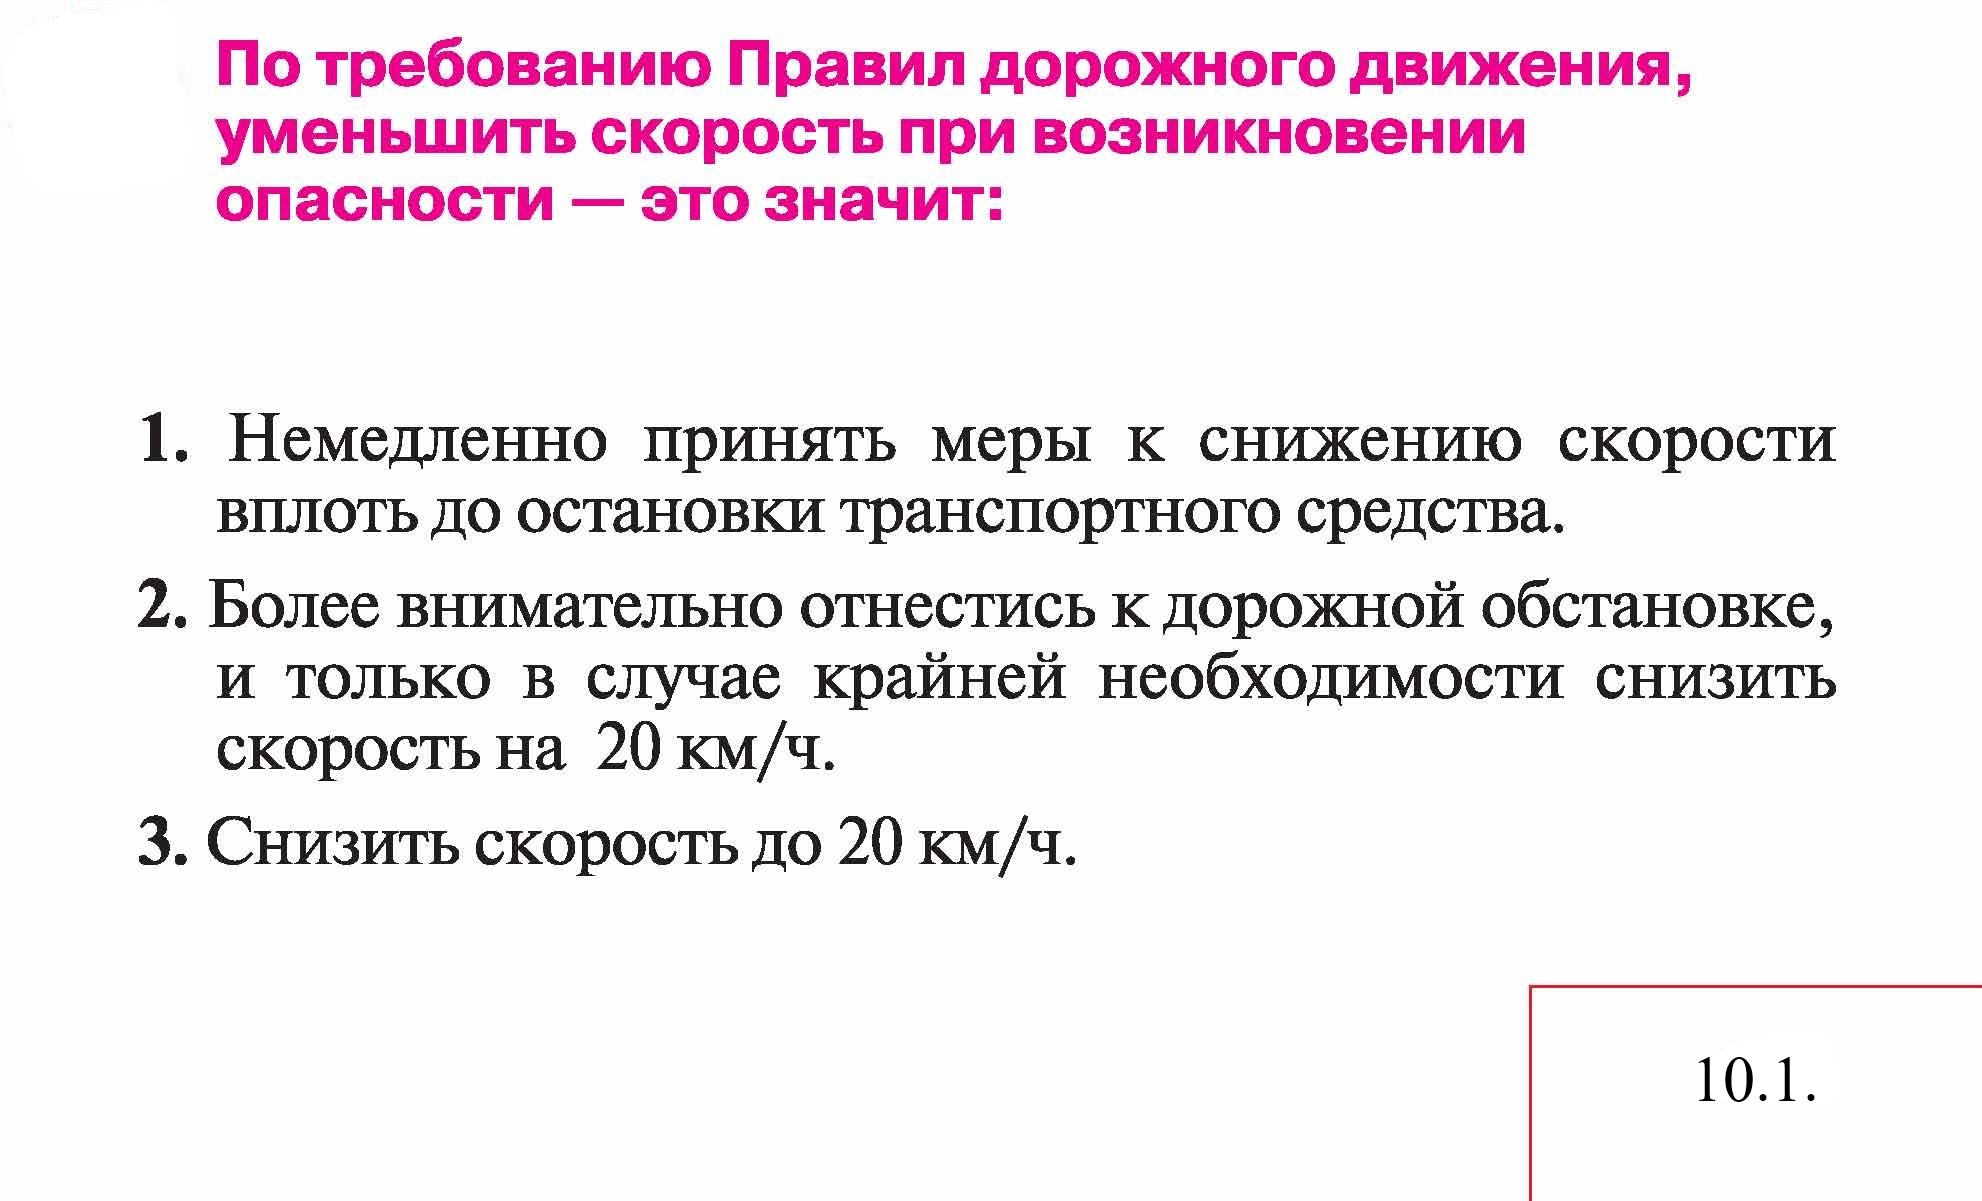 По требованию Правил дорожного движения,
уменьшить скорость при возникновении
опасности — это значит:
1. Немедленно принять меры к снижению скорости
вплоть до остановки транспортного средства.
2. Более внимательно отнестись к дорожной обстановке,
и только в случае крайней необходимости снизить
скорость на 20 км/ч.
3. Снизить скорость до 20 км/ч.
10.1.